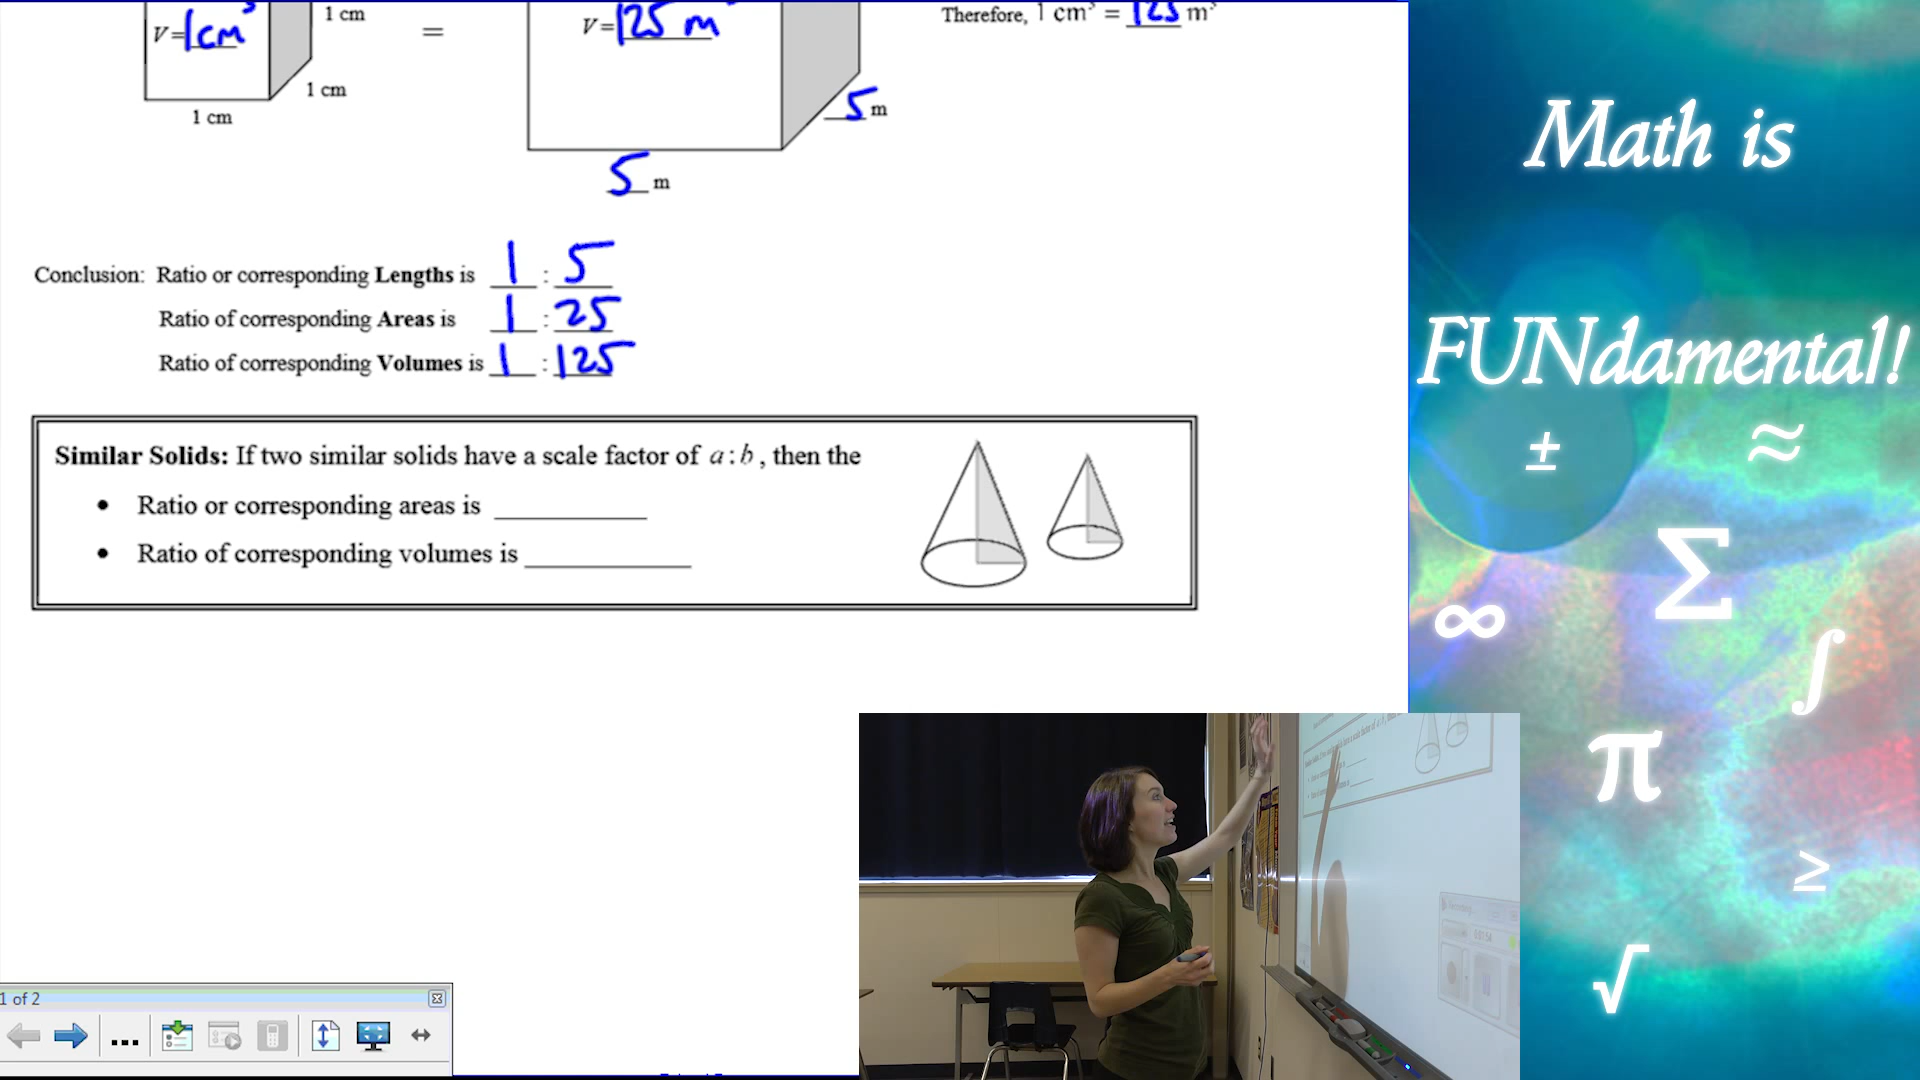 V=1cm³
1 cm
=
V=125 m³
Therefore, 1 cm³ = 125 m³
1 cm
1 cm
5 m
5 m
Conclusion: Ratio or corresponding Lengths is 1 : 5
Ratio of corresponding Areas is 1 : 25
Ratio of corresponding Volumes is 1 : 125
Similar Solids: If two similar solids have a scale factor of a:b, then the
• Ratio or corresponding areas is ____________
• Ratio of corresponding volumes is ____________
Math is
FUNdamental!
± ≈
Σ
∞
∫
π
≥
√
1 of 2
...